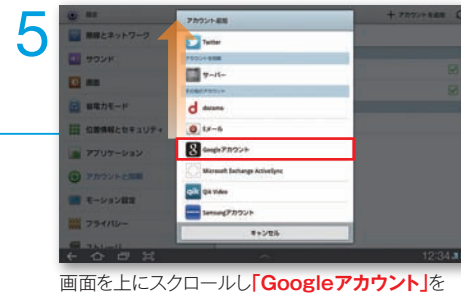 5
設定
アカウント追加
+ アカウントを追加
無線とネットワーク
Twitter
サウンド
アカウントを同期
サーバー
画面
その他のアカウント
省電力モード
docomo
位置情報とセキュリティ
Eメール
アプリケーション
Googleアカウント
アカウントと同期
Microsoft Exchange ActiveSync
モーション設定
Qik Video
プライバシー
Samsungアカウント
ストレージ
キャンセル
12:34
画面を上にスクロールし「Googleアカウント」を